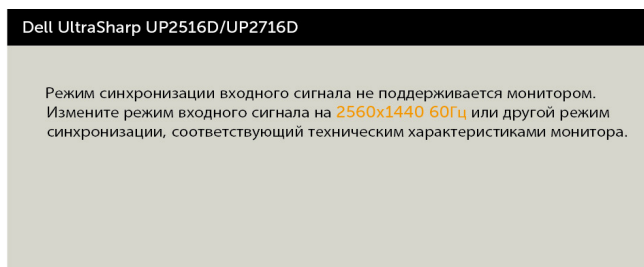 Dell UltraSharp UP2516D/UP2716D
Режим синхронизации входного сигнала не поддерживается монитором.
Измените режим входного сигнала на 2560x1440 60Гц или другой режим
синхронизации, соответствующий техническим характеристиками монитора.